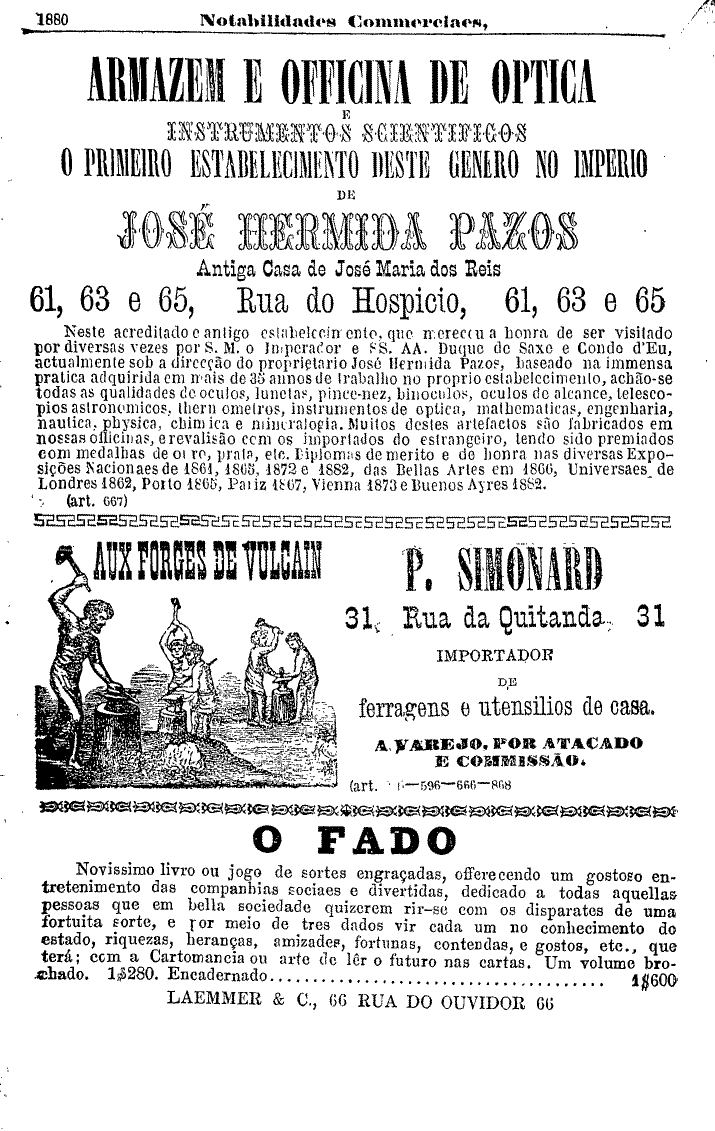 1880
Notabilidades Commerciaes,
ARMAZEM E OFFICINA DE OPTICA
E
INSTRUMENTOS SCIENTIFICOS
O PRIMEIRO ESTABELECIMENTO DESTE GENERO NO IMPERIO
DE
JOSÉ HERMIDA PAZOS
Antiga Casa de José Maria dos Reis
61, 63 e 65, Rua do Hospicio, 61, 63 e 65
Neste acreditado e antigo estabelecimento, que mereceu a honra de ser visitado
por diversas vezes por S. M. o Imperador e SS. AA. Duque de Saxe e Conde d'Eu,
actualmente sob a direcção do proprietario José Hermida Pazos, baseado na immensa
pratica adquirida em mais de 35 annos de trabalho no proprio estabelecimento, achão-se
todas as qualidades de oculos, lunetas, pince-nez, binoculos, oculos de alcance, telesco-
pios astronomicos, thermometros, instrumentos de optica, mathematicas, engenharia,
nautica, physica, chimica e mineralogia. Muitos destes artefactos são fabricados em
nossas officinas, e revalisão com os importados do estrangeiro, tendo sido premiados
com medalhas de ouro, prata, etc. Diplomas de merito e de honra nas diversas Expo-
sições Nacionaes de 1861, 1865, 1872 e 1882, das Bellas Artes em 1866, Universaes de
Londres 1862, Porto 1865, Pariz 1867, Vienna 1873 e Buenos Ayres 1882.
(art. 667)
AUX FORGES DE VULCAIN
P. SIMONARD
31, Rua da Quitanda, 31
IMPORTADOR
DE
ferragens e utensilios de casa.
A VAREJO, POR ATACADO
E COMMISSÃO.
(art. —596—666—868
O FADO
Novissimo livro ou jogo de sortes engraçadas, offerecendo um gostoso en-
tretenimento das companhias sociaes e divertidas, dedicado a todas aquellas
pessoas que em bella sociedade quizerem rir-se com os disparates de uma
fortuita sorte, e por meio de tres dados vir cada um no conhecimento do
estado, riquezas, heranças, amizades, fortunas, contendas, e gostos, etc., que
terá; com a Cartomancia ou arte de lêr o futuro nas cartas. Um volume bro-
chado. 1$280. Encadernado.................................... 1$600
LAEMMER & C., 66 RUA DO OUVIDOR 66